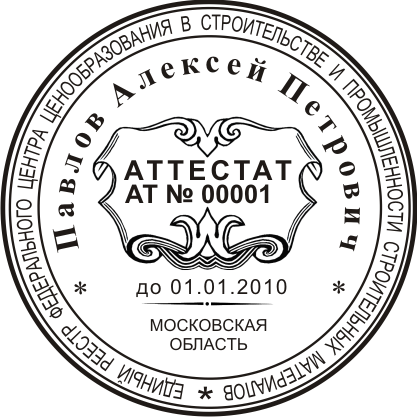 ЕДИНЫЙ РЕЕСТР ФЕДЕРАЛЬНОГО ЦЕНТРА ЦЕНООБРАЗОВАНИЯ В СТРОИТЕЛЬСТВЕ И ПРОМЫШЛЕННОСТИ СТРОИТЕЛЬНЫХ МАТЕРИАЛОВ *
* Павлов Алексей Петрович *
АТТЕСТАТ
АТ № 00001
до 01.01.2010
МОСКОВСКАЯ
ОБЛАСТЬ